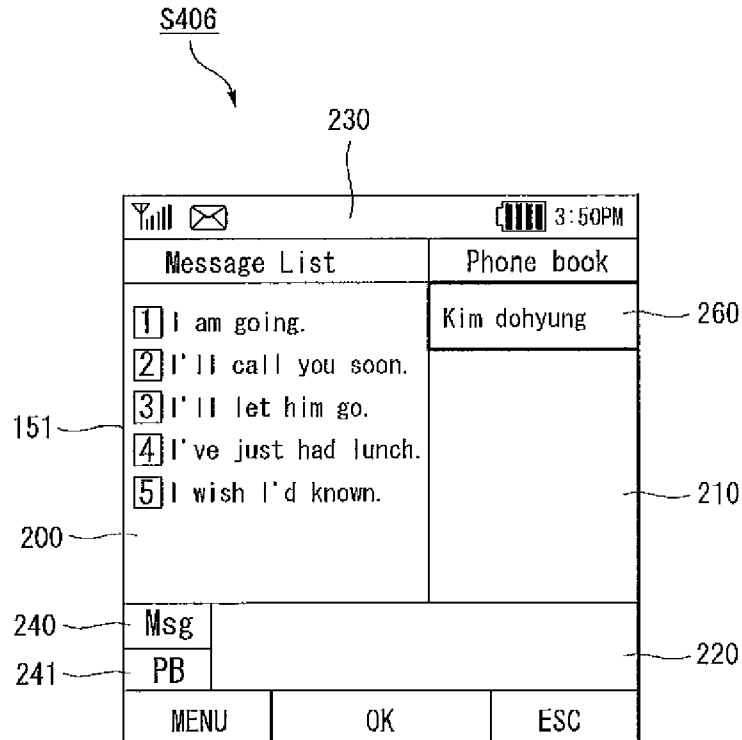 S406
230
3:50PM
Message List Phone book
1 I am going. Kim dohyung 260
2 I'll call you soon.
3 I'll let him go.
151
4 I've just had lunch.
5 I wish I'd known. 210
200
240 Msg
220
241 PB
MENU OK ESC